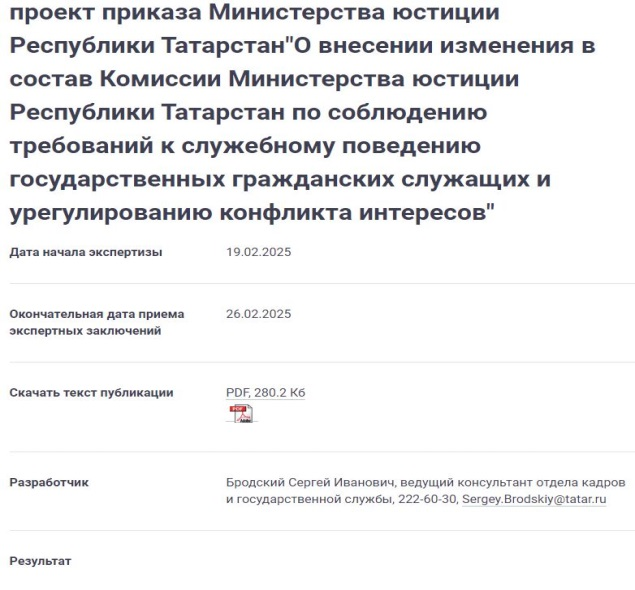 проект приказа Министерства юстиции
Республики Татарстан"О внесении изменения в
состав Комиссии Министерства юстиции
Республики Татарстан по соблюдению
требований к служебному поведению
государственных гражданских служащих и
урегулированию конфликта интересов"
Дата начала экспертизы 19.02.2025
Окончательная дата приема
экспертных заключений
26.02.2025
Скачать текст публикации PDF, 280.2 Кб
PDF
Adobe
Разработчик
Бродский Сергей Иванович, ведущий консультант отдела кадров
и государственной службы, 222-60-30, Sergey.Brodskiy@tatar.ru
Результат